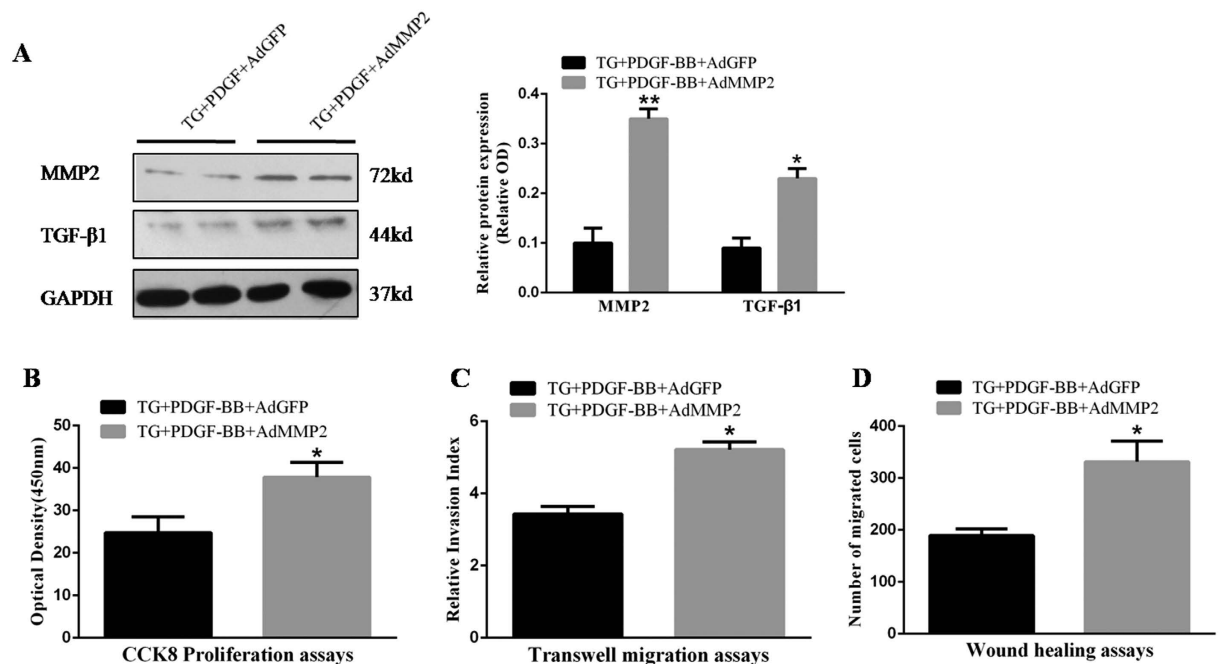 A
TG+PDGF+AdGFP
TG+PDGF+AdMMP2
MMP2
72kd
TGF-β1
44kd
GAPDH
37kd
TG+PDGF-BB+AdGFP
TG+PDGF-BB+AdMMP2
Relative protein expression
(Relative OD)
0.4
0.3
0.2
0.1
0.0
**
*
MMP2
TGF-β1
B
TG+PDGF-BB+AdGFP
TG+PDGF-BB+AdMMP2
Optical Density(450nm)
50
40
30
20
10
0
*
CCK8 Proliferation assays
C
TG+PDGF-BB+AdGFP
TG+PDGF-BB+AdMMP2
Relative Invasion Index
6
4
2
0
*
Transwell migration assays
D
TG+PDGF-BB+AdGFP
TG+PDGF-BB+AdMMP2
Number of migrated cells
400
300
200
100
0
*
Wound healing assays